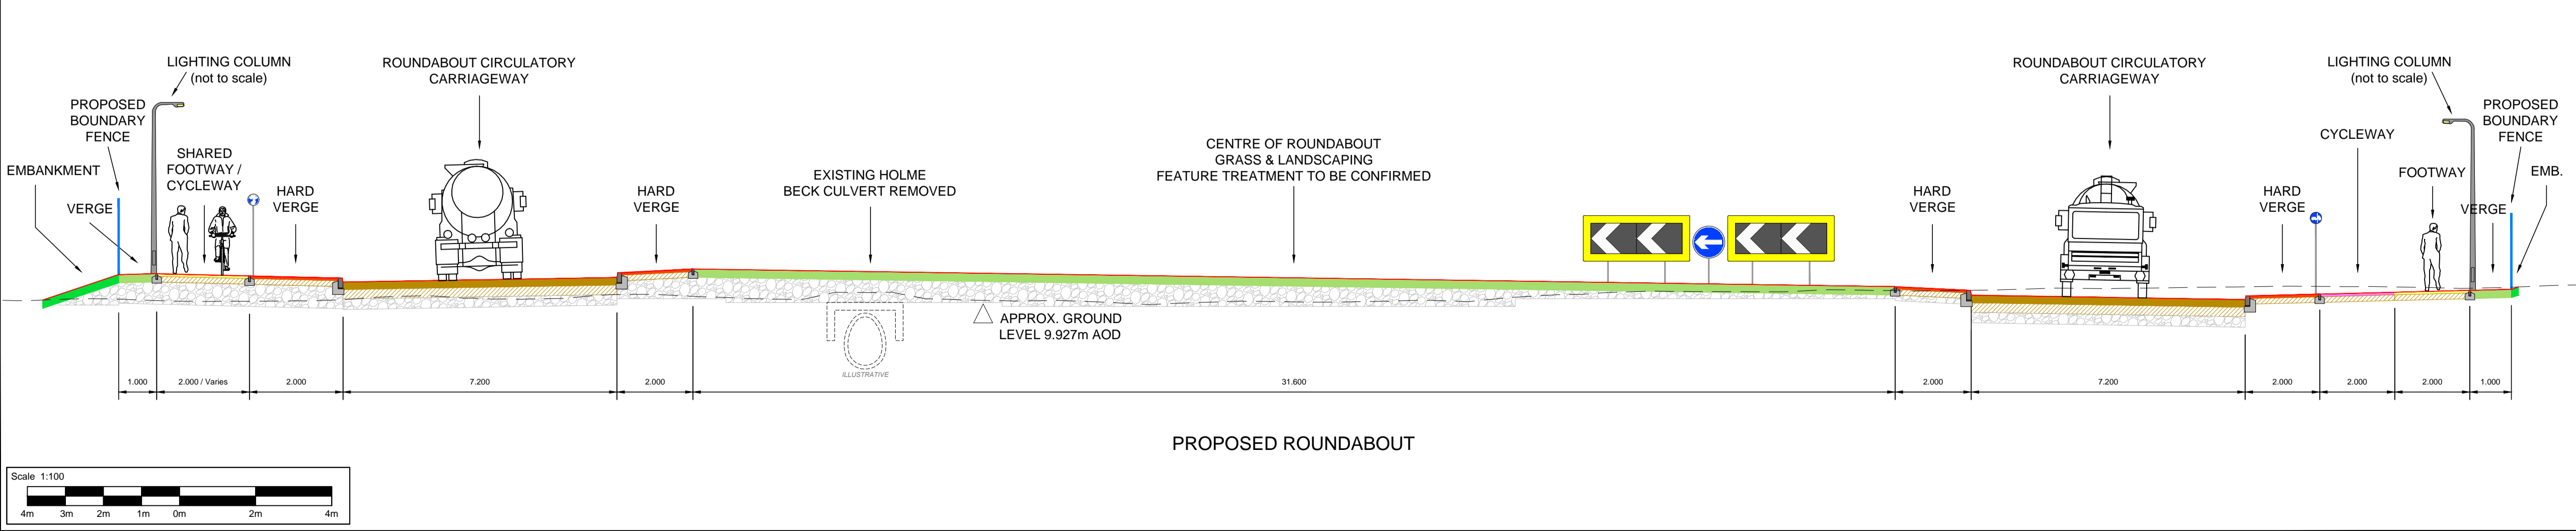 LIGHTING COLUMN
(not to scale)
PROPOSED
BOUNDARY
FENCE
EMBANKMENT
VERGE
SHARED
FOOTWAY /
CYCLEWAY
HARD
VERGE
ROUNDABOUT CIRCULATORY
CARRIAGEWAY
HARD
VERGE
EXISTING HOLME
BECK CULVERT REMOVED
APPROX. GROUND
LEVEL 9.927m AOD
ILLUSTRATIVE
CENTRE OF ROUNDABOUT
GRASS & LANDSCAPING
FEATURE TREATMENT TO BE CONFIRMED
HARD
VERGE
ROUNDABOUT CIRCULATORY
CARRIAGEWAY
HARD
VERGE
CYCLEWAY
LIGHTING COLUMN
(not to scale)
FOOTWAY
VERGE
PROPOSED
BOUNDARY
FENCE
EMB.
1.000
2.000 / Varies
2.000
7.200
2.000
31.600
2.000
7.200
2.000
2.000
2.000
1.000
PROPOSED ROUNDABOUT
Scale 1:100
4m 3m 2m 1m 0m 2m 4m